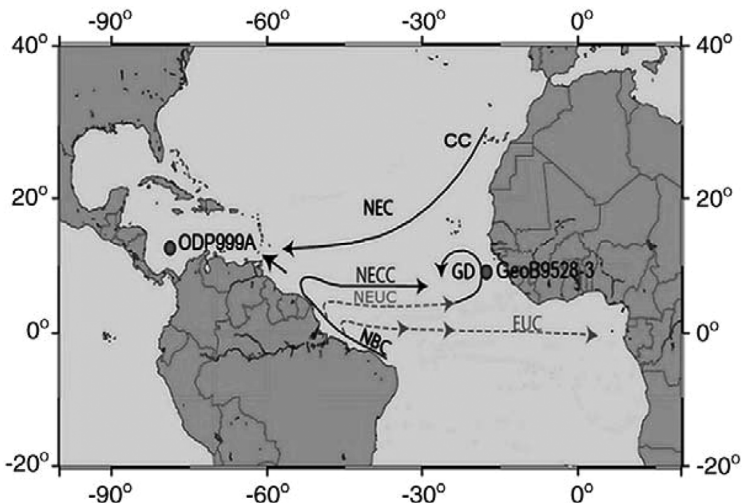 -90° -60° -30° 0°
40° 40°
CC
20° NEC 20°
ODP999A
NECC GD GeoB9528-3
NEUC
0° NBC EUC 0°
-20° -20°
-90° -60° -30° 0°